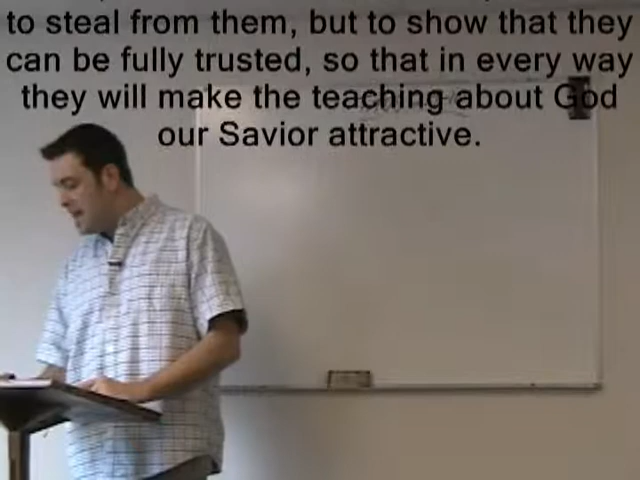 to steal from them, but to show that they
can be fully trusted, so that in every way
they will make the teaching about God
our Savior attractive.